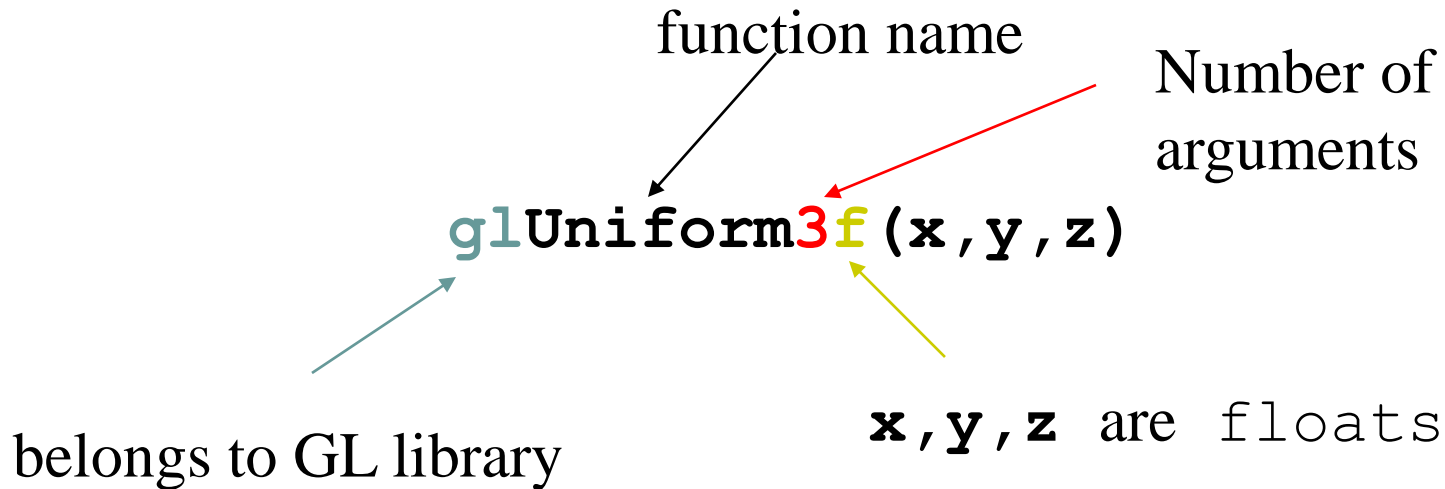 function name
Number of
arguments
glUniform3f(x,y,z)
belongs to GL library
x,y,z are floats